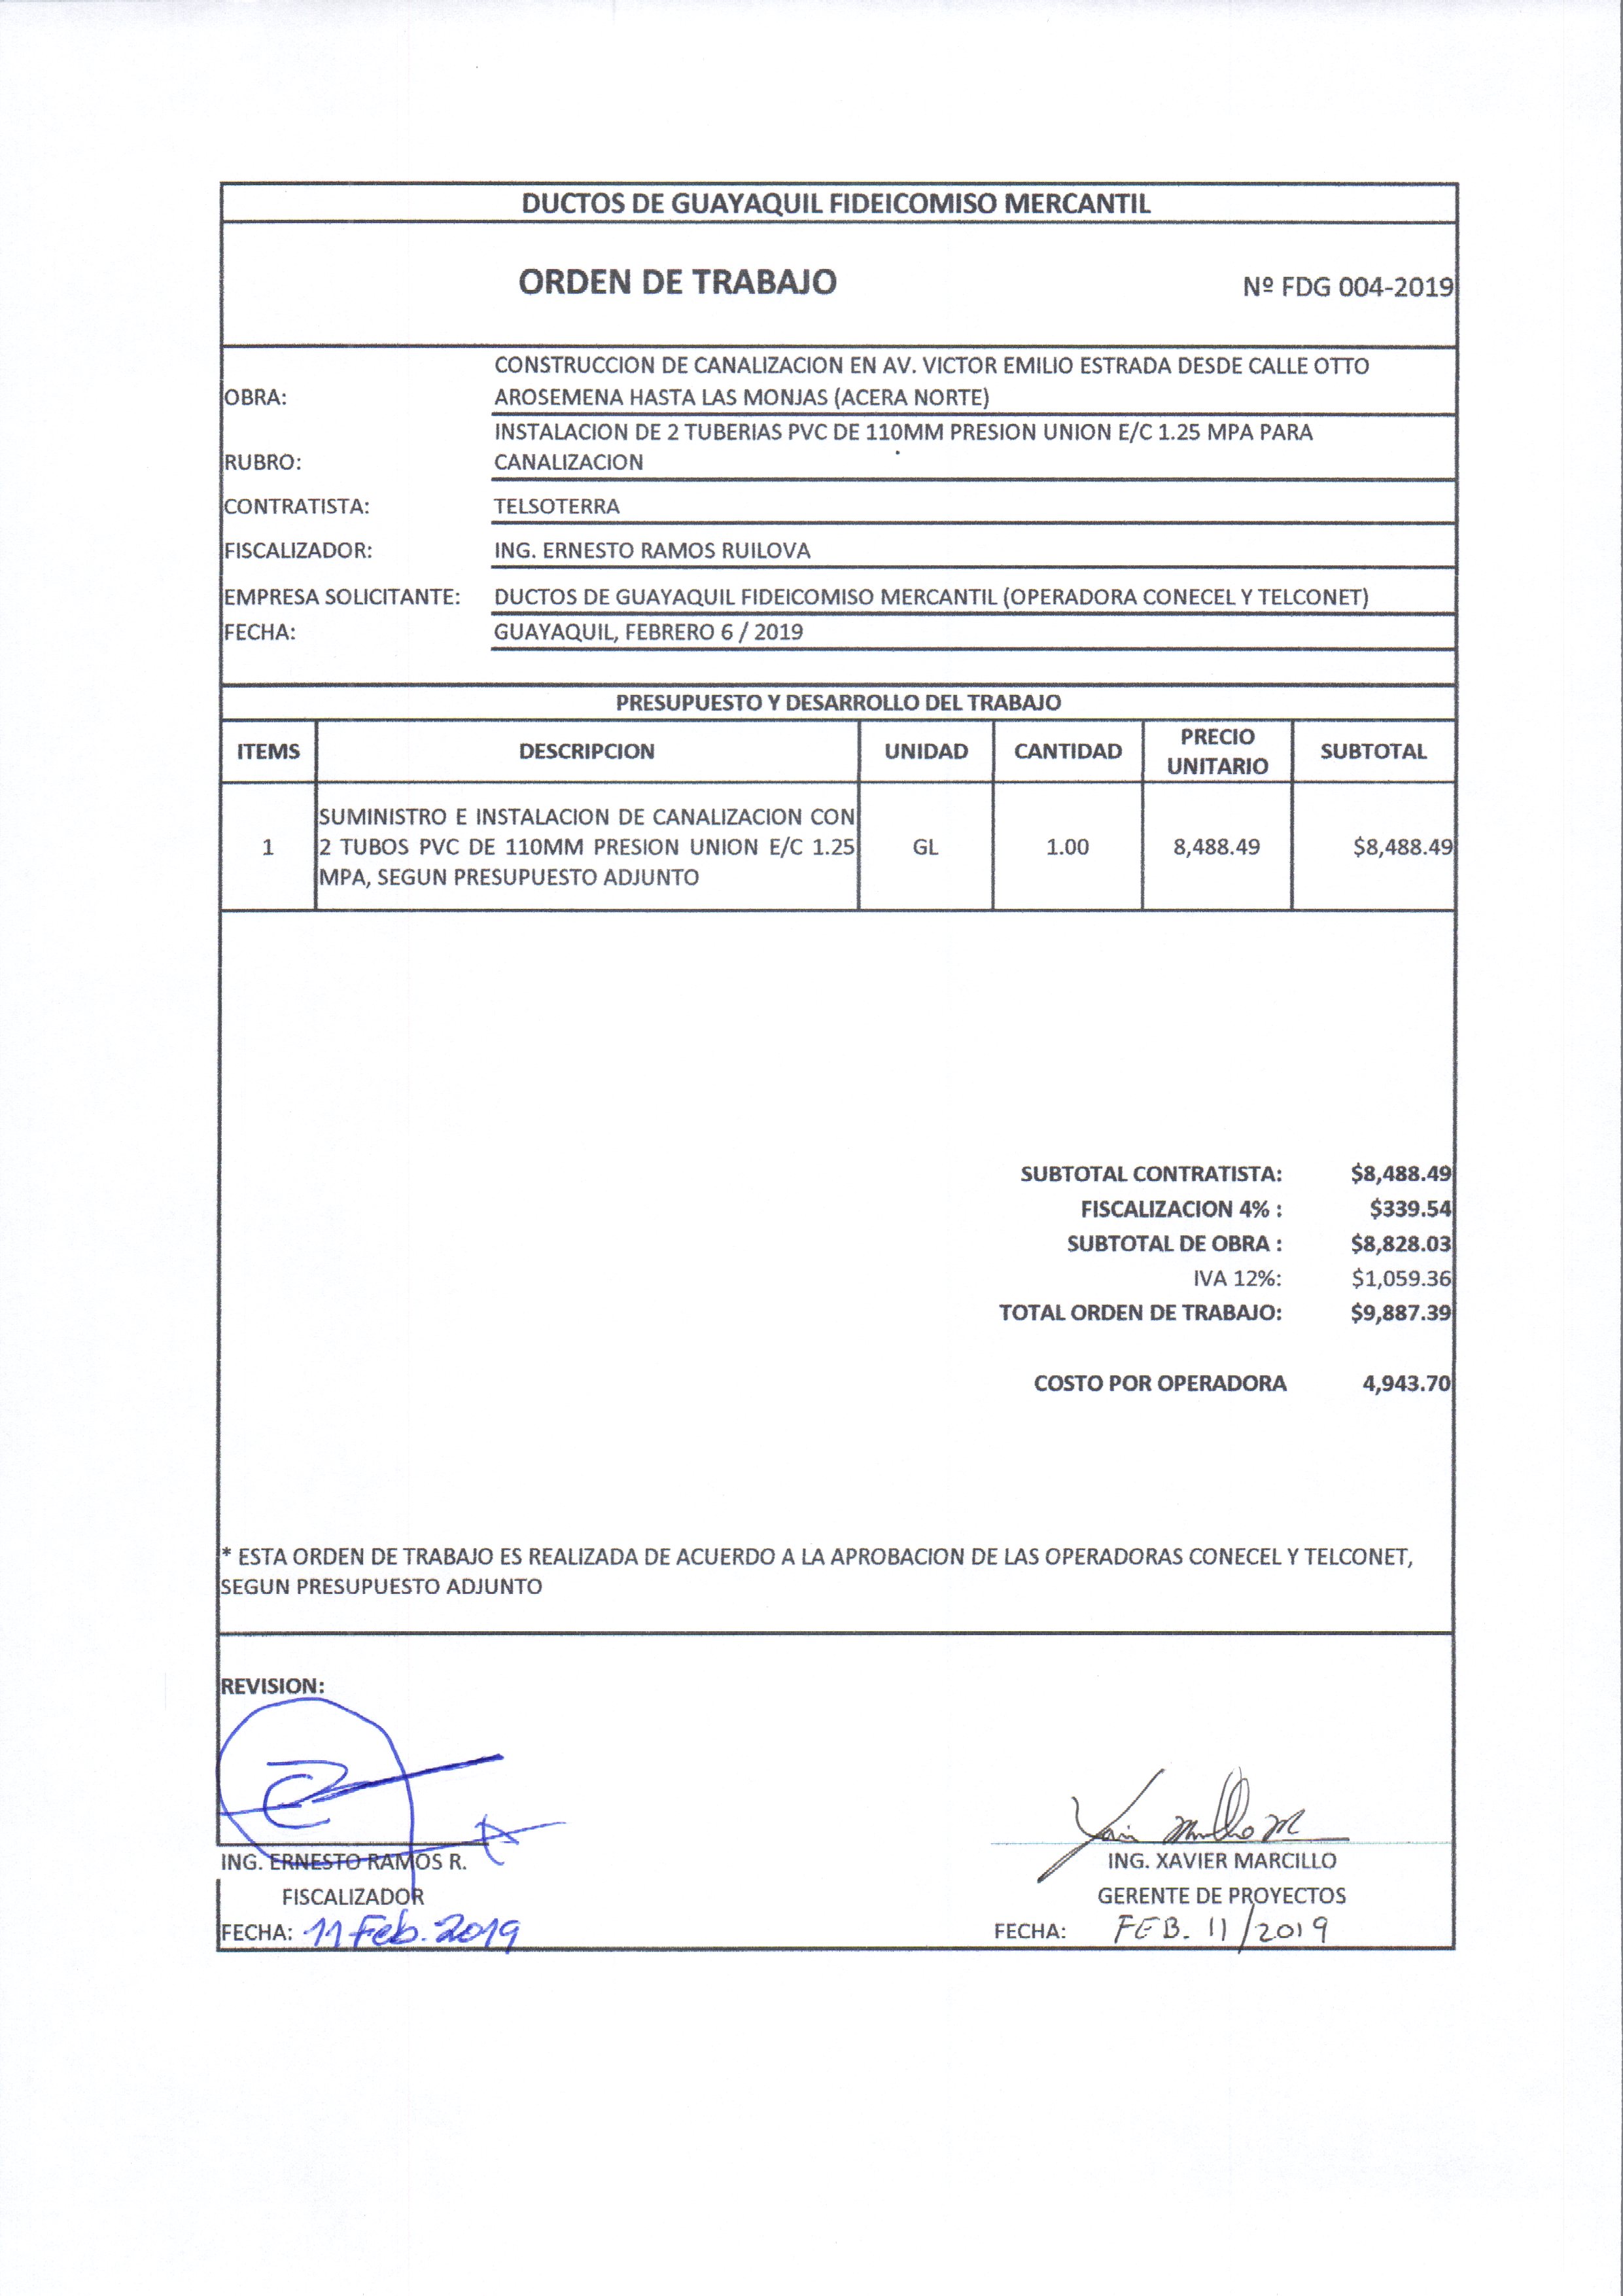 DUCTOS DE GUAYAQUIL FIDEICOMISO MERCANTIL
ORDEN DE TRABAJO
Nº FDG 004-2019
CONSTRUCCION DE CANALIZACION EN AV. VICTOR EMILIO ESTRADA DESDE CALLE OTTO
OBRA: AROSEMENA HASTA LAS MONJAS (ACERA NORTE)
INSTALACION DE 2 TUBERIAS PVC DE 110MM PRESION UNION E/C 1.25 MPA PARA
RUBRO: CANALIZACION
CONTRATISTA: TELSOTERRA
FISCALIZADOR: ING. ERNESTO RAMOS RUILOVA
EMPRESA SOLICITANTE: DUCTOS DE GUAYAQUIL FIDEICOMISO MERCANTIL (OPERADORA CONECEL Y TELCONET)
FECHA: GUAYAQUIL, FEBRERO 6 / 2019
PRESUPUESTO Y DESARROLLO DEL TRABAJO
ITEMS DESCRIPCION UNIDAD CANTIDAD PRECIO UNITARIO SUBTOTAL
SUMINISTRO E INSTALACION DE CANALIZACION CON
1 2 TUBOS PVC DE 110MM PRESION UNION E/C 1.25 GL 1.00 8,488.49 $8,488.49
MPA, SEGUN PRESUPUESTO ADJUNTO
SUBTOTAL CONTRATISTA: $8,488.49
FISCALIZACION 4% : $339.54
SUBTOTAL DE OBRA : $8,828.03
IVA 12%: $1,059.36
TOTAL ORDEN DE TRABAJO: $9,887.39
COSTO POR OPERADORA 4,943.70
* ESTA ORDEN DE TRABAJO ES REALIZADA DE ACUERDO A LA APROBACION DE LAS OPERADORAS CONECEL Y TELCONET,
SEGUN PRESUPUESTO ADJUNTO
REVISION:
ING. ERNESTO RAMOS R.
FISCALIZADOR
FECHA: 11 Feb. 2019
ING. XAVIER MARCILLO
GERENTE DE PROYECTOS
FECHA: FEB. 11/2019